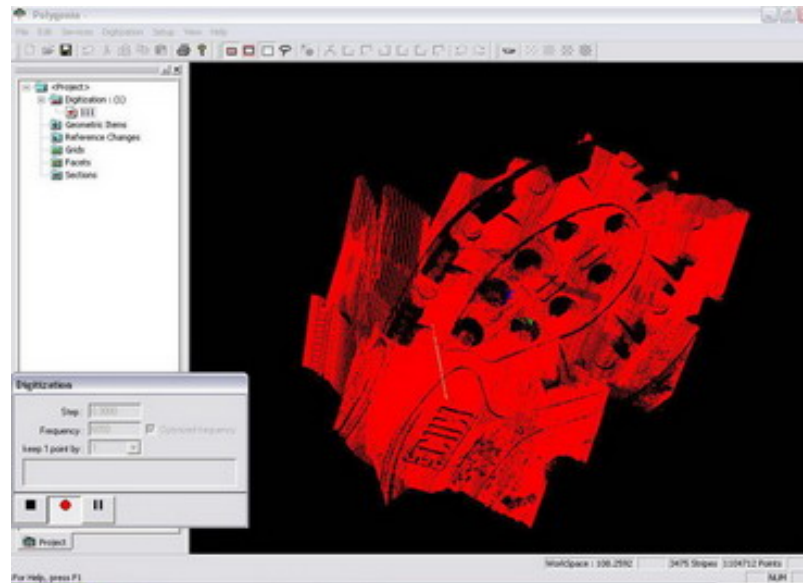 Polygonia -
File Edit Services Digitization Setup View Help
<Project>
Digitization : (1)
Geometric Items
Reference Changes
Grids
Facets
Sections
Digitization
Step :
Frequency :
Optimized frequency
keep 1 point by :
Project
WorkSpace : 108.2592 3475 Stripes 1104712 Points
For Help, press F1 NUM